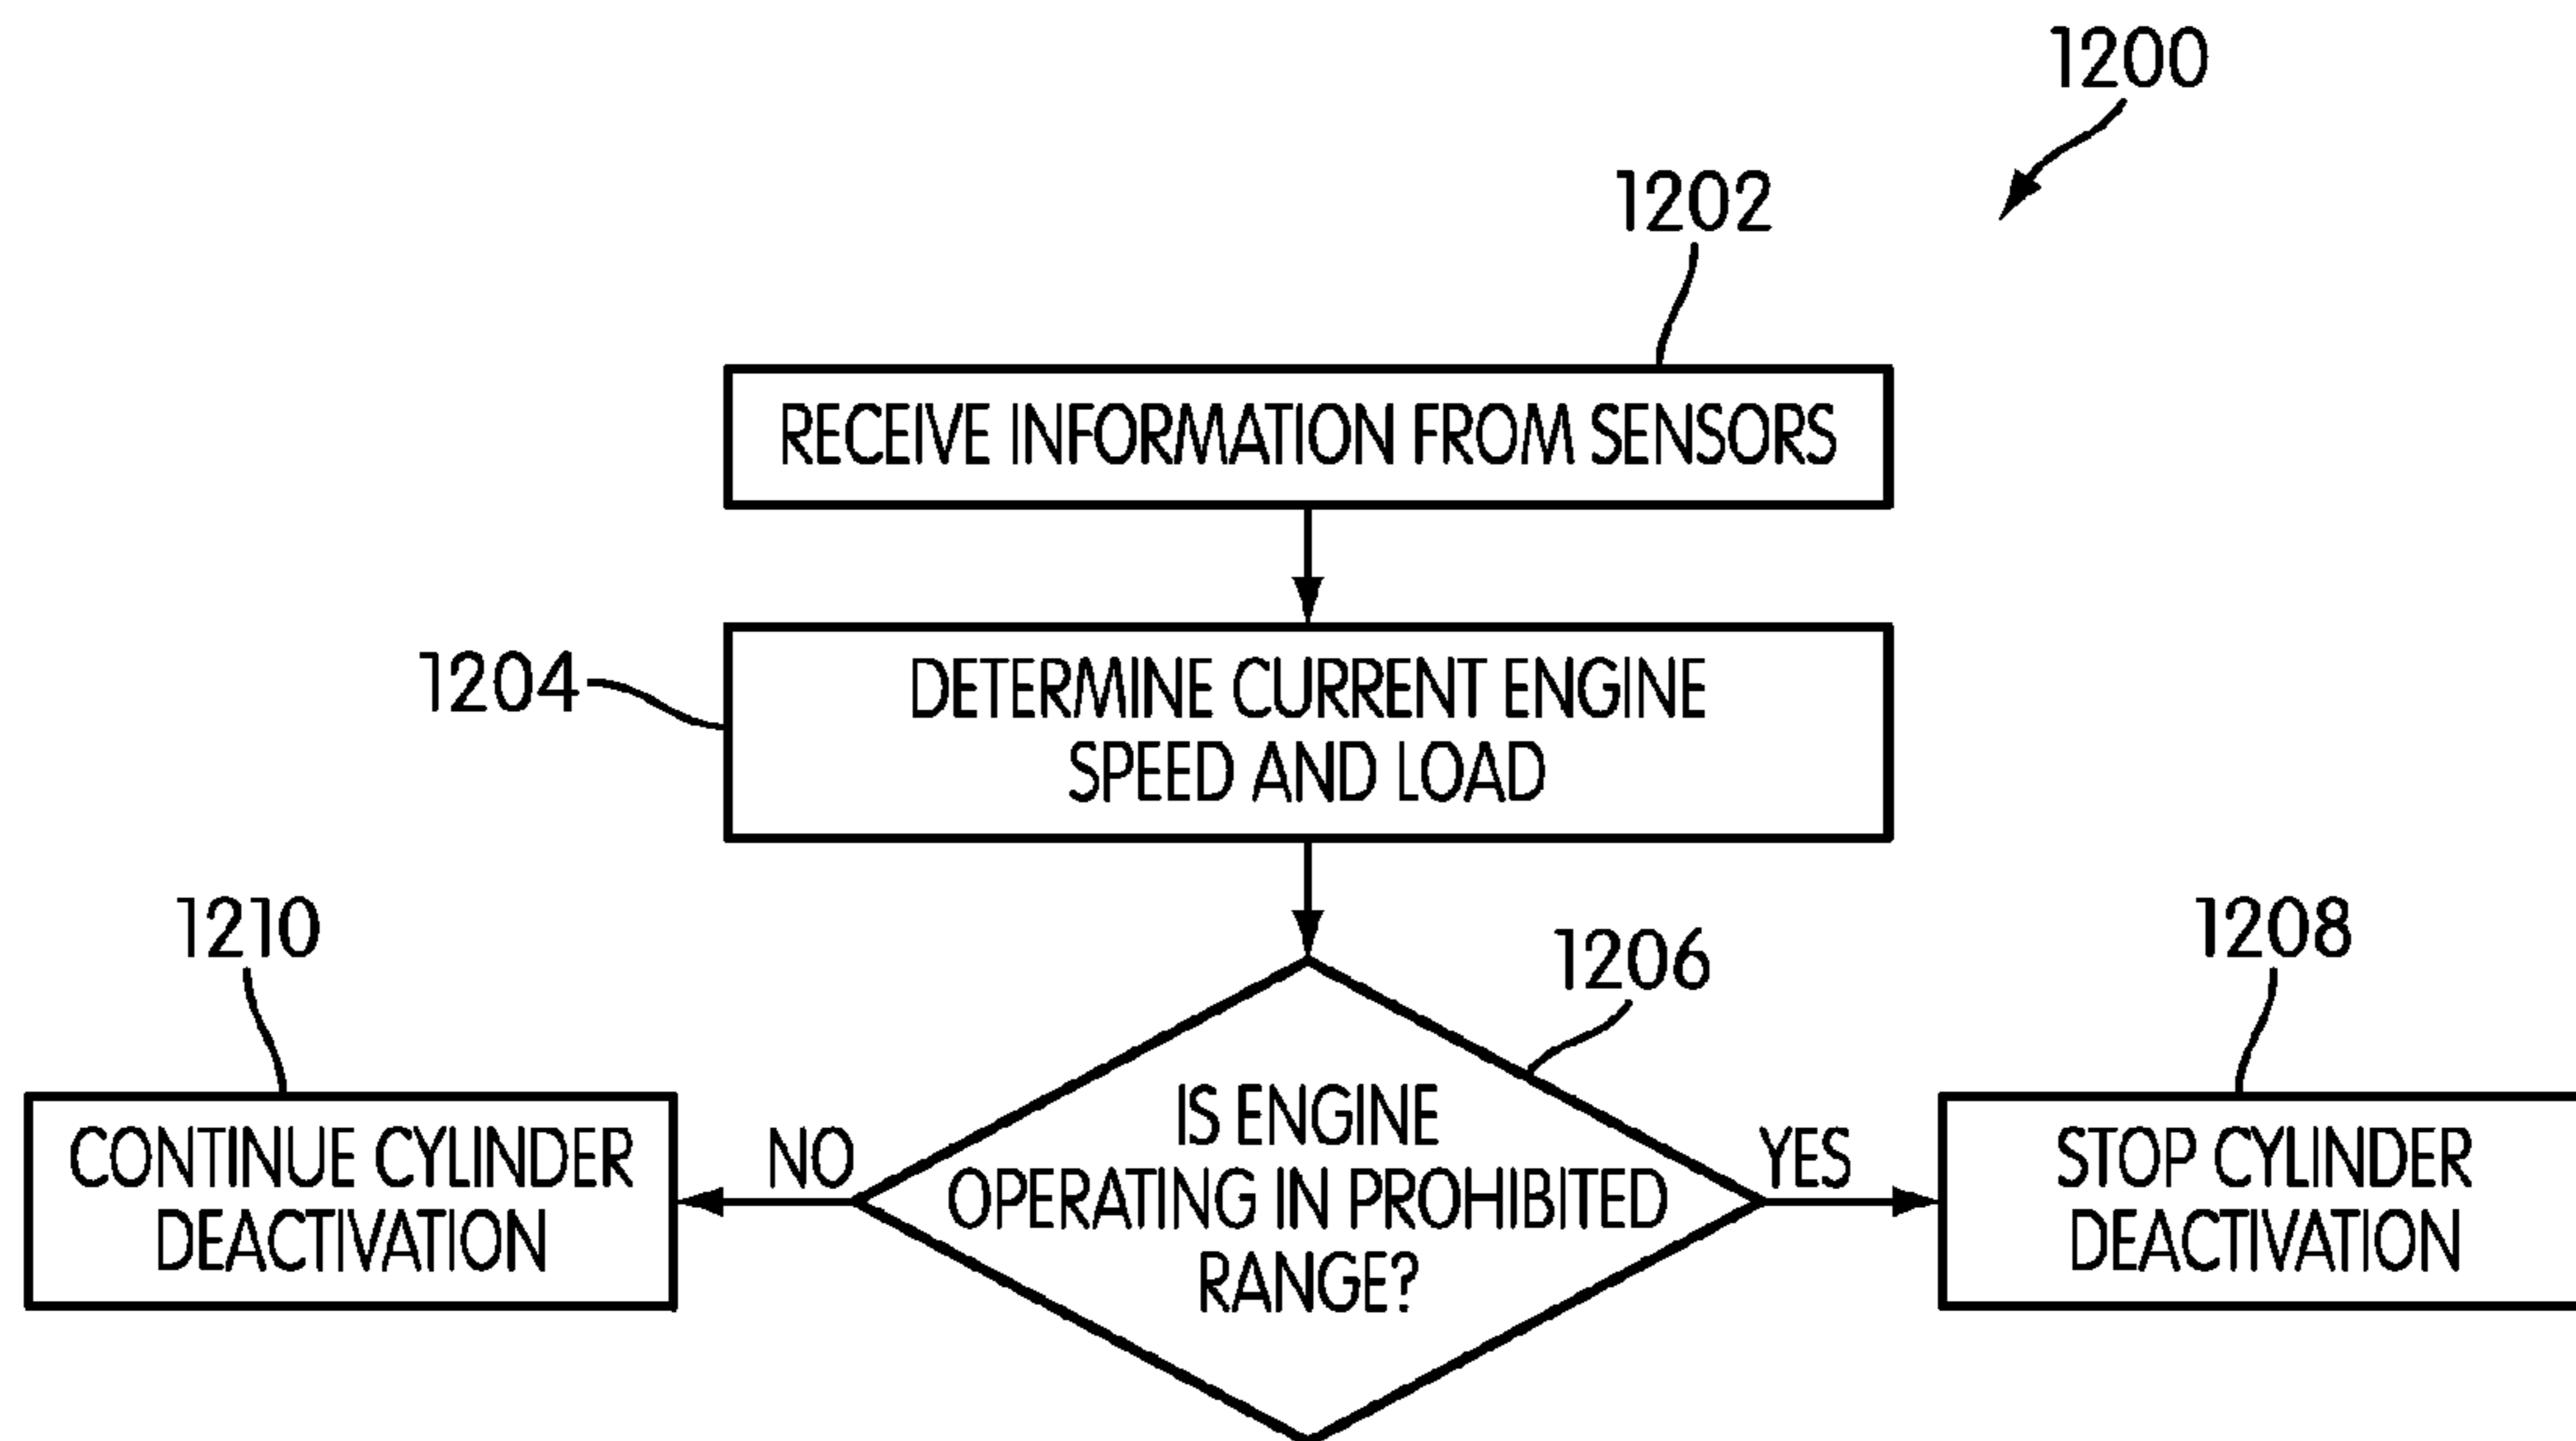 1200
1202
RECEIVE INFORMATION FROM SENSORS
1204
DETERMINE CURRENT ENGINE
SPEED AND LOAD
1210
1206
1208
CONTINUE CYLINDER
DEACTIVATION
NO
IS ENGINE
OPERATING IN PROHIBITED
RANGE?
YES
STOP CYLINDER
DEACTIVATION